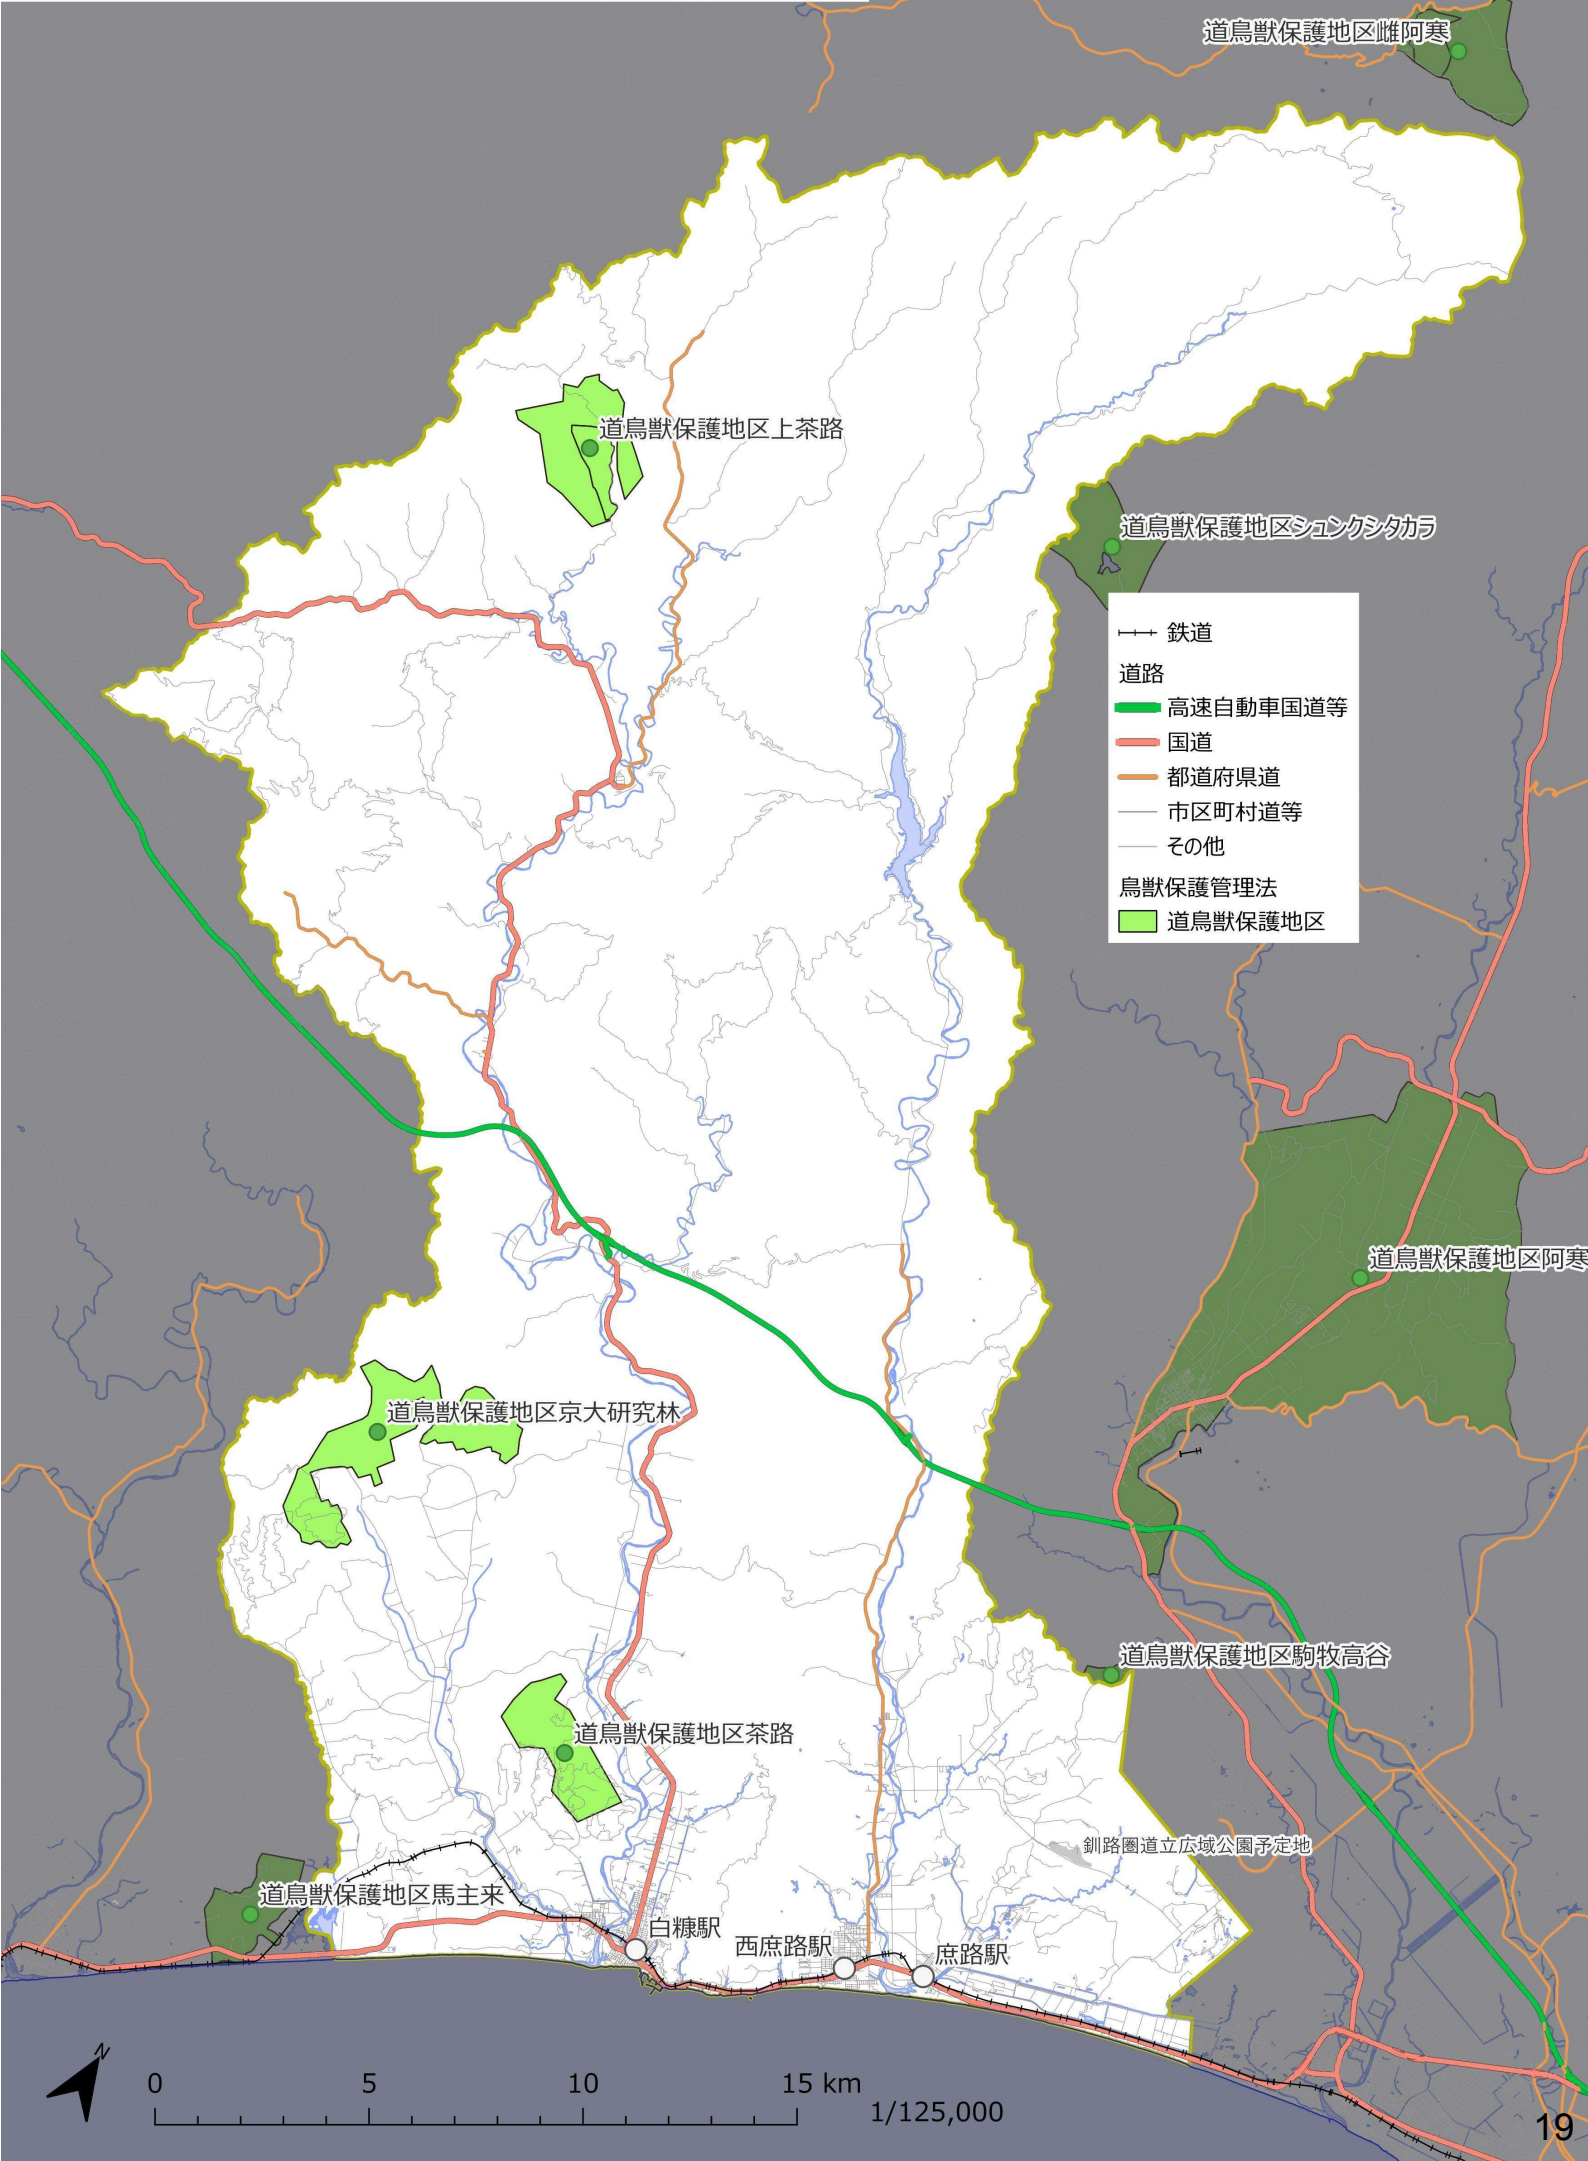 道鳥獣保護地区雌阿寒
道鳥獣保護地区上茶路
道鳥獣保護地区シュンクシタカラ
鉄道
道路
高速自動車国道等
国道
都道府県道
市区町村道等
その他
鳥獣保護管理法
道鳥獣保護地区
道鳥獣保護地区阿寒
道鳥獣保護地区京大研究林
道鳥獣保護地区駒牧高谷
道鳥獣保護地区茶路
釧路圏道立広域公園予定地
道鳥獣保護地区馬主来
白糠駅
西庶路駅
庶路駅
N
0 5 10 15 km
1/125,000
19